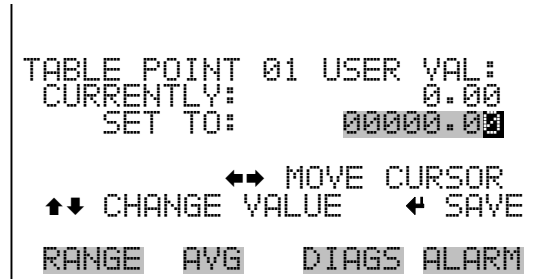 TABLE POINT 01 USER VAL:
CURRENTLY: 0.00
SET TO: 00000.00
←→ MOVE CURSOR
↑↓ CHANGE VALUE ↵ SAVE
RANGE AVG DIAGS ALARM